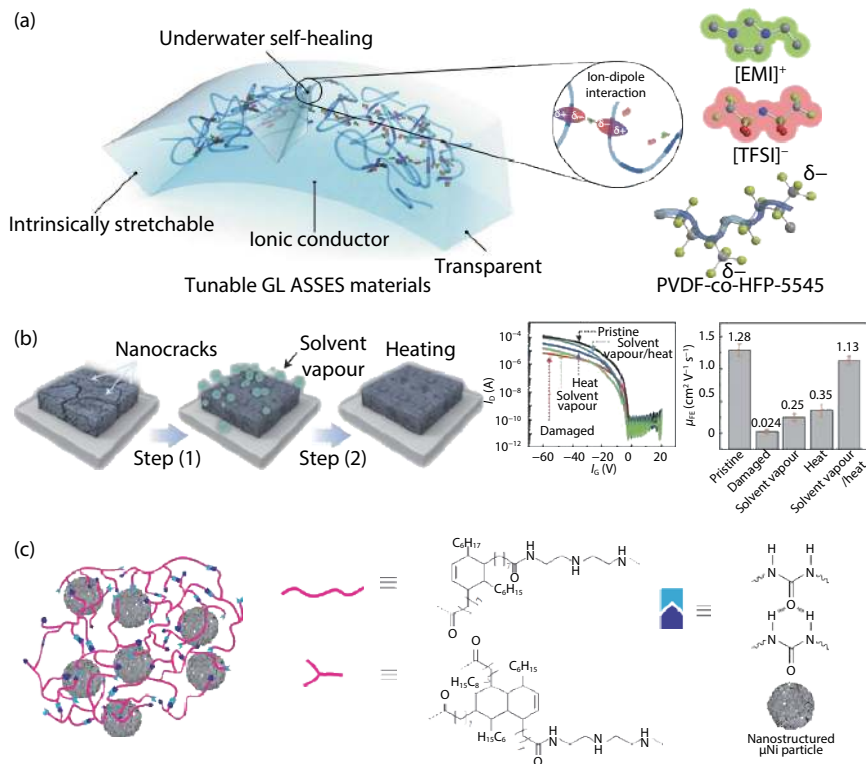 (a)
Underwater self-healing
Ion-dipole
interaction
δ+ δ− δ− δ+
[EMI]+
[TFSI]−
δ−
δ−
PVDF-co-HFP-5545
Intrinsically stretchable
Ionic conductor
Transparent
Tunable GLASSES materials
(b)
Nanocracks
Solvent
vapour
Heating
Step (1)
Step (2)
10−4
10−6
10−8
10−10
10−12
ID (A)
Pristine
Solvent
vapour/heat
Heat
Solvent
vapour
Damaged
−60 −40 −20 0 20
IG (V)
μFE (cm2 V−1 s−1)
1.5
1.0
0.5
0
1.28
0.024
0.25
0.35
1.13
Pristine
Damaged
Solvent vapour
Heat
Solvent vapour
/heat
(c)
C6H17
C6H15
O
O
H
N
N
H
H
N
O
C6H15
H15C8
O
H15C6
O
H
N
N
H
H
N
H H
N N
O
H H
N N
O
Nanostructured
μNi particle